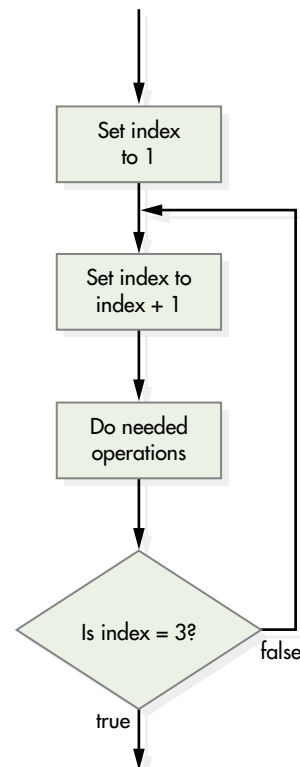 Set index
to 1
Set index to
index + 1
Do needed
operations
Is index = 3?
false
true